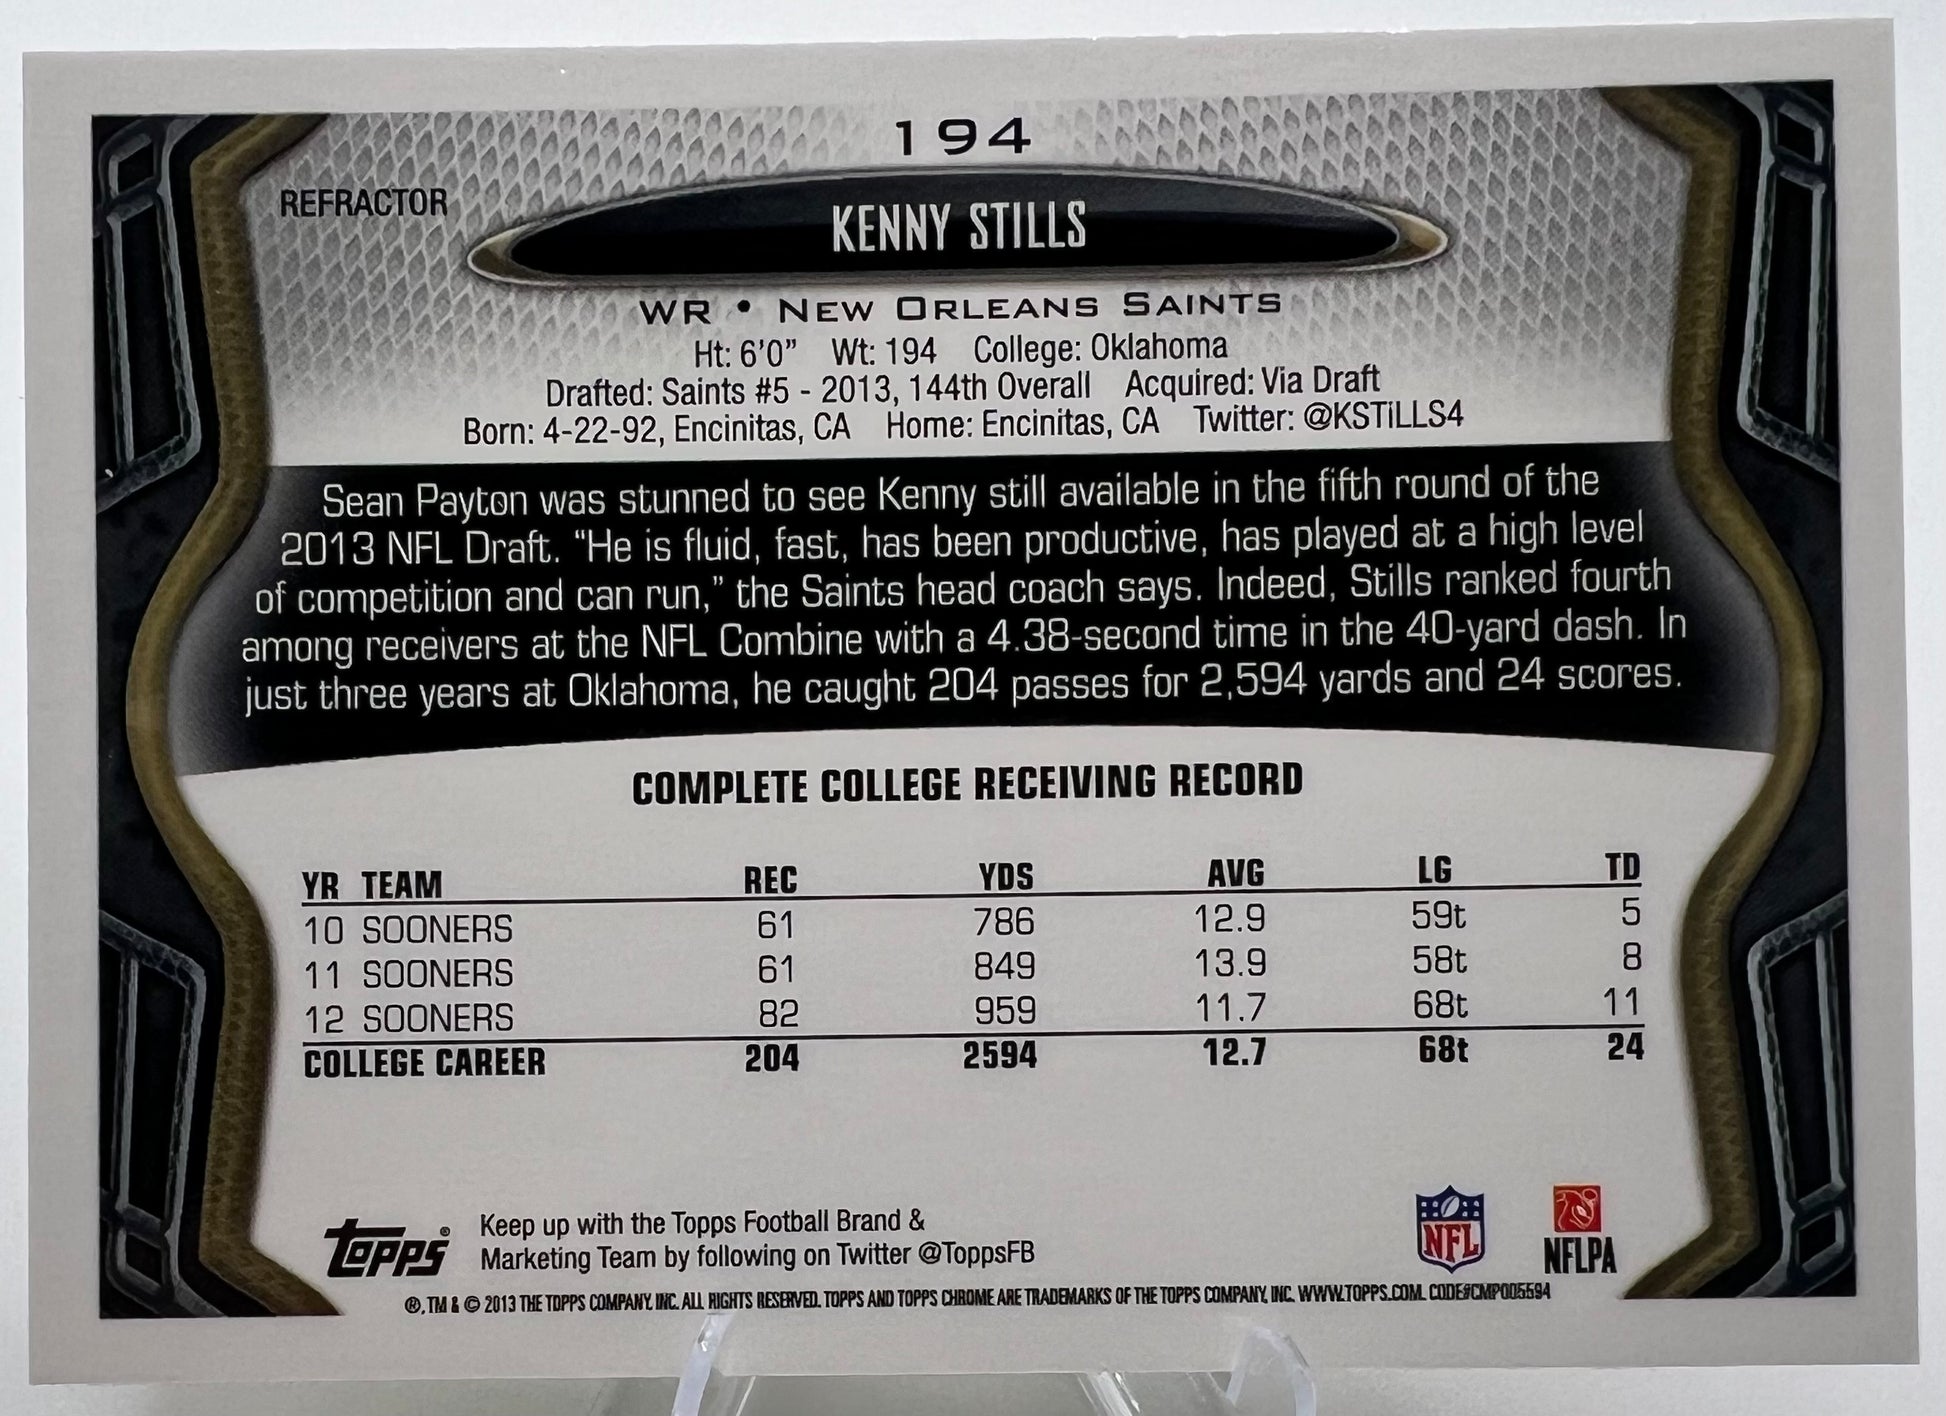 194
REFRACTOR
KENNY STILLS
WR • NEW ORLEANS SAINTS
Ht: 6'0" Wt: 194 College: Oklahoma
Drafted: Saints #5 - 2013, 144th Overall Acquired: Via Draft
Born: 4-22-92, Encinitas, CA Home: Encinitas, CA Twitter: @KSTiLLS4
Sean Payton was stunned to see Kenny still available in the fifth round of the
2013 NFL Draft. “He is fluid, fast, has been productive, has played at a high level
of competition and can run,” the Saints head coach says. Indeed, Stills ranked fourth
among receivers at the NFL Combine with a 4.38-second time in the 40-yard dash. In
just three years at Oklahoma, he caught 204 passes for 2,594 yards and 24 scores.
COMPLETE COLLEGE RECEIVING RECORD
YR TEAM REC YDS AVG LG TD
10 SOONERS 61 786 12.9 59t 5
11 SOONERS 61 849 13.9 58t 8
12 SOONERS 82 959 11.7 68t 11
COLLEGE CAREER 204 2594 12.7 68t 24
Topps® Keep up with the Topps Football Brand &
Marketing Team by following on Twitter @ToppsFB
NFL
NFLPA
®, TM & © 2013 THE TOPPS COMPANY, INC. ALL RIGHTS RESERVED. TOPPS AND TOPPS CHROME ARE TRADEMARKS OF THE TOPPS COMPANY, INC. WWW.TOPPS.COM. CODE#CMP005594